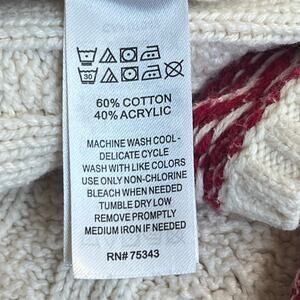 30
60% COTTON
40% ACRYLIC
MACHINE WASH COOL-
DELICATE CYCLE
WASH WITH LIKE COLORS
USE ONLY NON-CHLORINE
BLEACH WHEN NEEDED
TUMBLE DRY LOW
REMOVE PROMPTLY
MEDIUM IRON IF NEEDED
RN# 75343